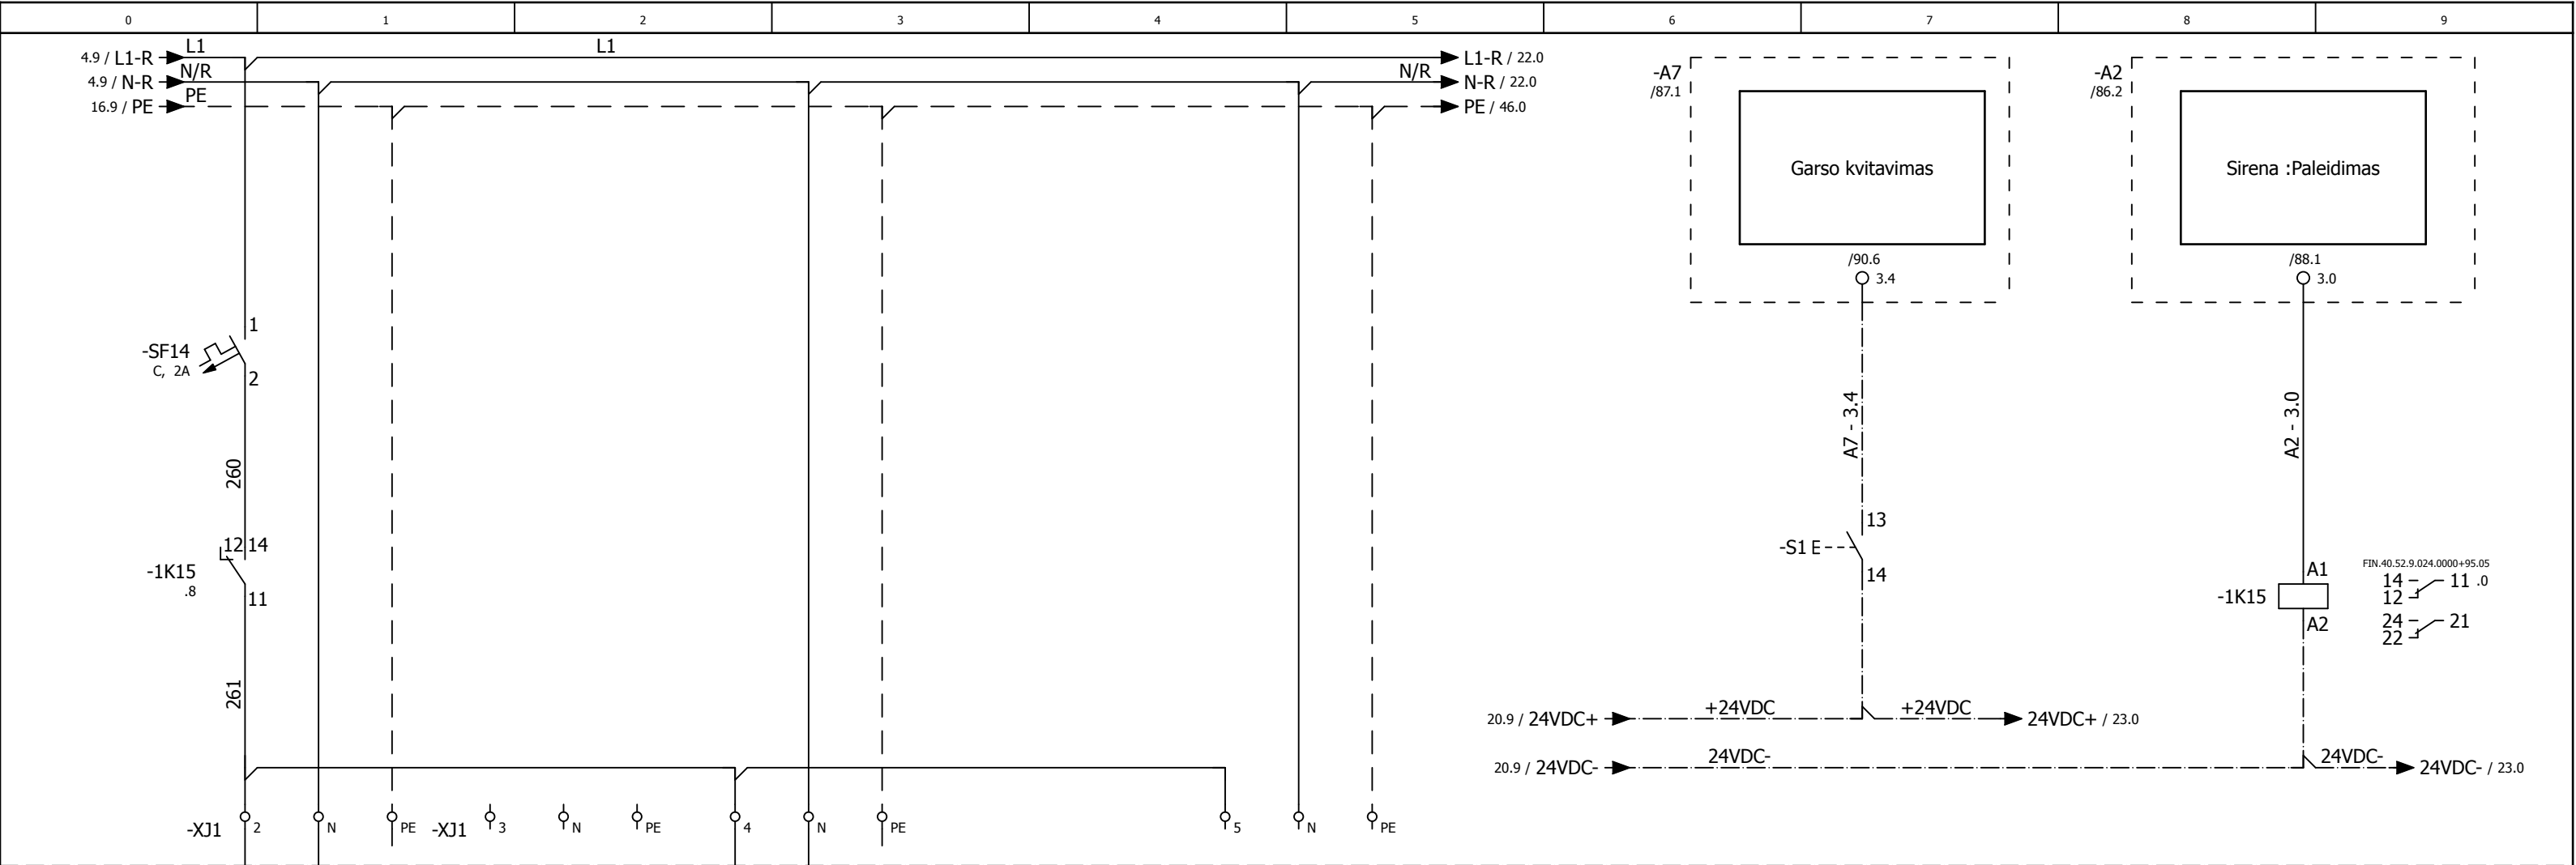 0 1 2 3 4 5 6 7 8 9
4.9 / L1-R L1 L1 L1-R / 22.0
4.9 / N-R N/R N/R N-R / 22.0
16.9 / PE PE PE / 46.0
-A7
/87.1
Garso kvitavimas
/90.6
3.4
-A2
/86.2
Sirena :Paleidimas
/88.1
3.0
1
-SF14
C, 2A
2
260
12 14
-1K15
.8
11
261
A7 - 3.4
13
-S1 E
14
A2 - 3.0
A1
-1K15
A2
FIN.40.52.9.024.0000+95.05
14 11 .0
12
24 21
22
20.9 / 24VDC+ +24VDC +24VDC 24VDC+ / 23.0
20.9 / 24VDC- 24VDC- 24VDC- 24VDC- / 23.0
-XJ1 2 N PE -XJ1 3 N PE 4 N PE 5 N PE